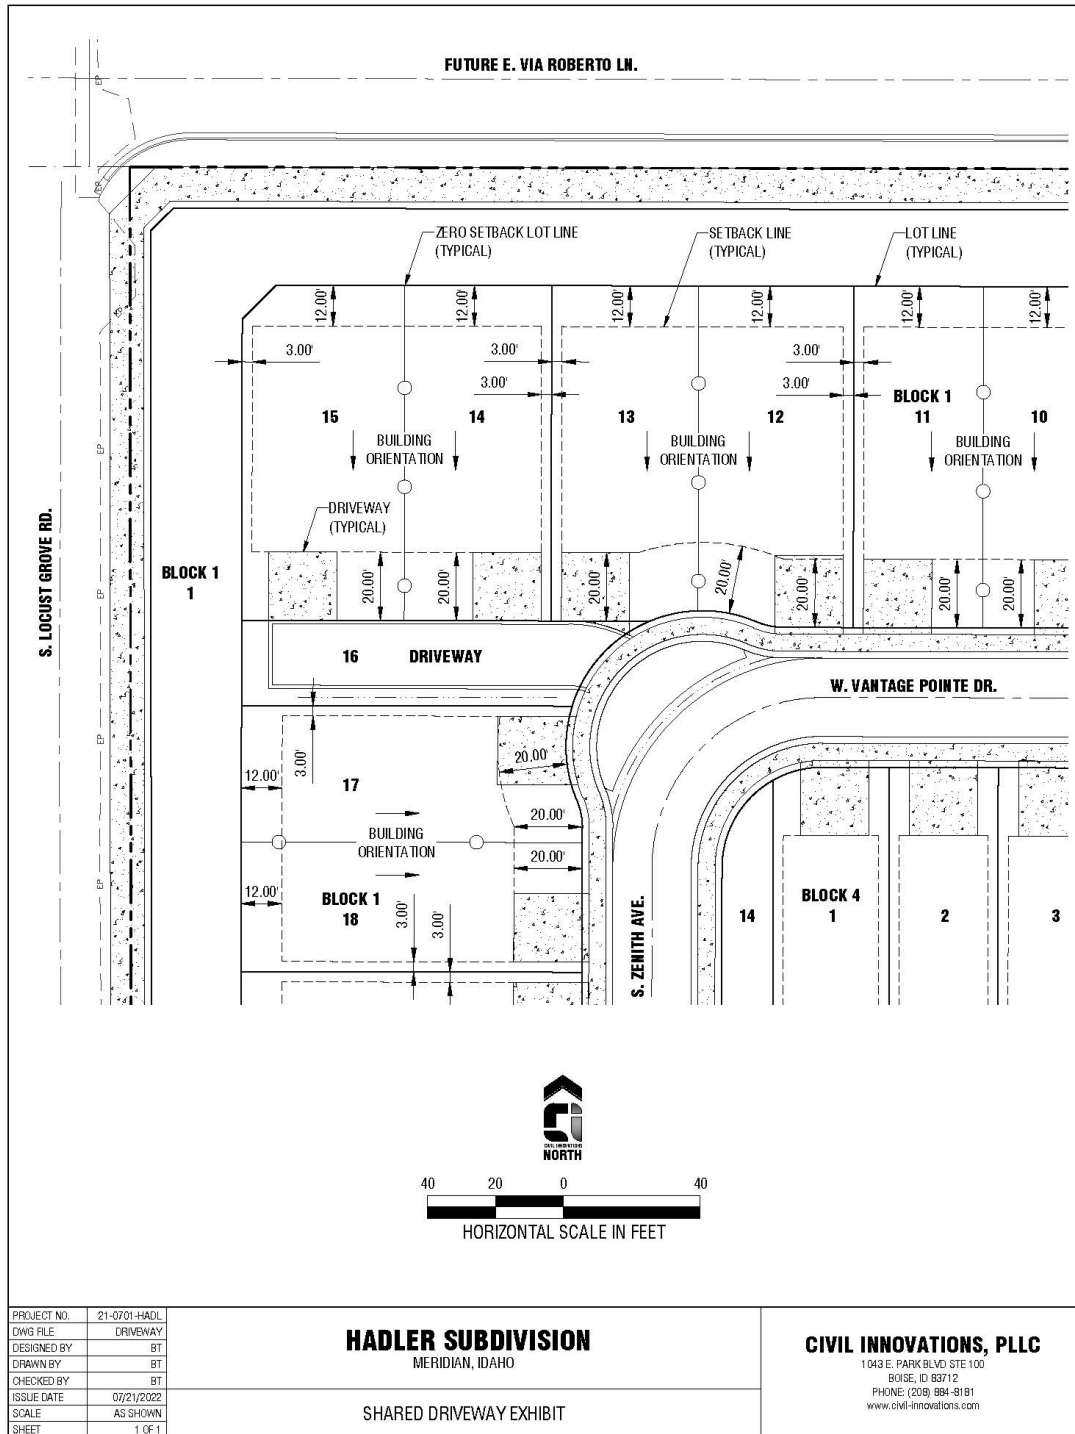 FUTURE E. VIA ROBERTO LN.
EP
EP
ZERO SETBACK LOT LINE
(TYPICAL)
SETBACK LINE
(TYPICAL)
LOT LINE
(TYPICAL)
12.00'
12.00'
12.00'
12.00'
12.00'
12.00'
EP
3.00'
3.00'
3.00'
3.00'
3.00'
BLOCK 1
15
14
13
12
11
10
EP
BUILDING
ORIENTATION
BUILDING
ORIENTATION
BUILDING
ORIENTATION
DRIVEWAY
(TYPICAL)
S. LOCUST GROVE RD.
BLOCK 1
1
EP
20.00'
20.00'
20.00'
20.00'
20.00'
20.00'
20.00'
16
DRIVEWAY
W. VANTAGE POINTE DR.
EP
3.00'
12.00'
17
20.00'
20.00'
BUILDING
ORIENTATION
20.00'
EP
12.00'
BLOCK 1
18
3.00'
3.00'
S. ZENITH AVE.
14
BLOCK 4
1
2
3
CIVIL INNOVATIONS
NORTH
40
20
0
40
HORIZONTAL SCALE IN FEET
PROJECT NO. 21-0701-HADL
DWG FILE DRIVEWAY
DESIGNED BY BT
DRAWN BY BT
CHECKED BY BT
ISSUE DATE 07/21/2022
SCALE AS SHOWN
SHEET 1 OF 1
HADLER SUBDIVISION
MERIDIAN, IDAHO
SHARED DRIVEWAY EXHIBIT
CIVIL INNOVATIONS, PLLC
1043 E. PARK BLVD STE 100
BOISE, ID 83712
PHONE: (208) 884-8181
www.civil-innovations.com